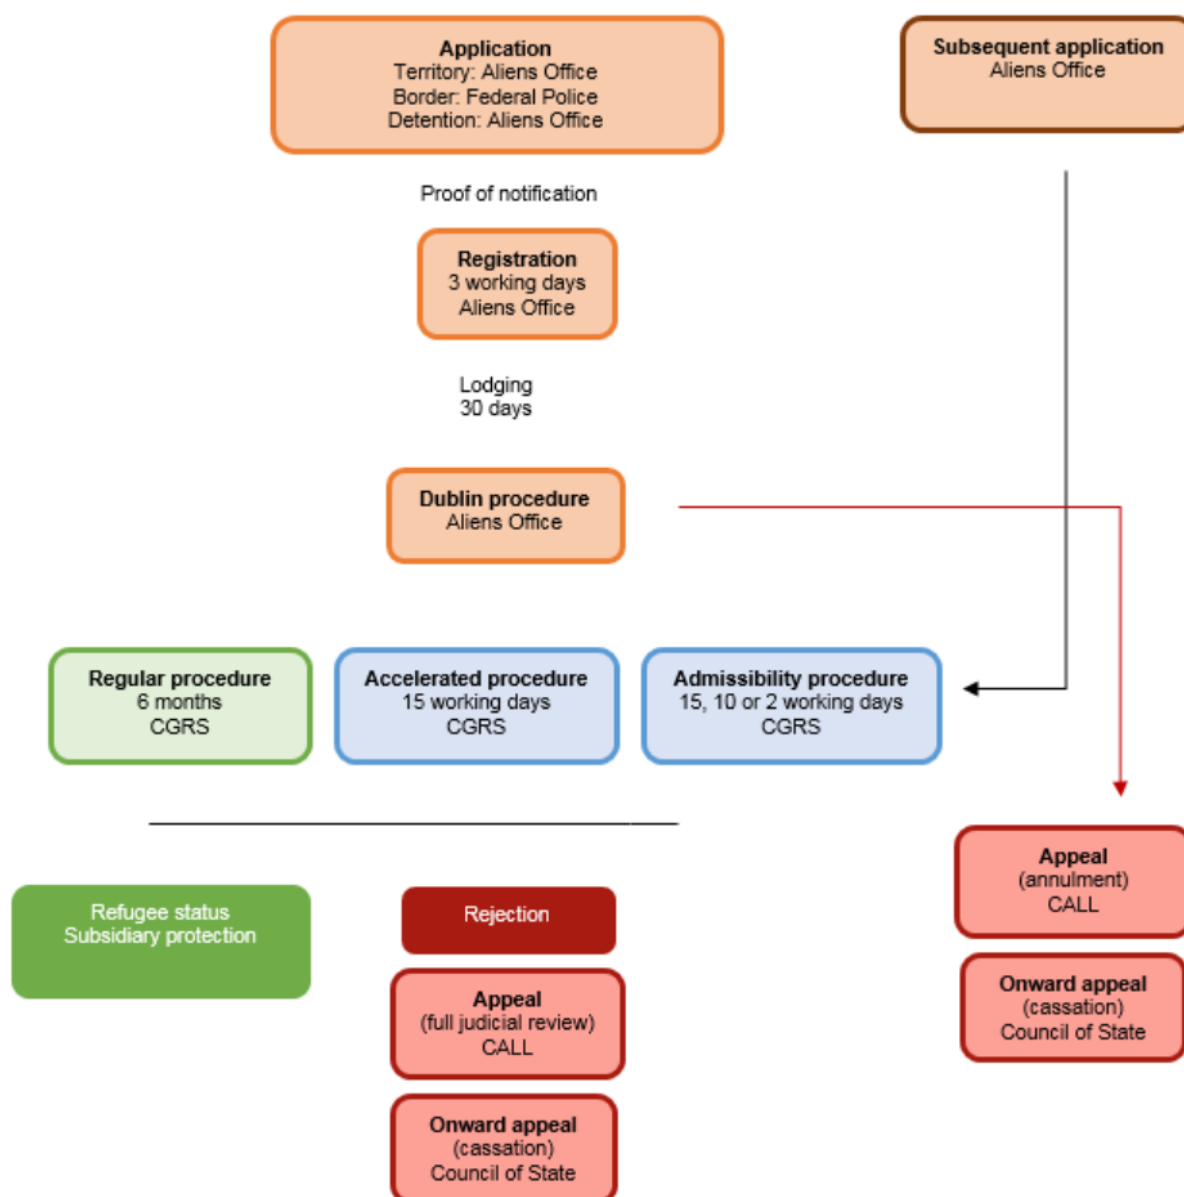 Application
Territory: Aliens Office
Border: Federal Police
Detention: Aliens Office
Subsequent application
Aliens Office
Proof of notification
Registration
3 working days
Aliens Office
Lodging
30 days
Dublin procedure
Aliens Office
Regular procedure
6 months
CGRS
Accelerated procedure
15 working days
CGRS
Admissibility procedure
15, 10 or 2 working days
CGRS
Refugee status
Subsidiary protection
Rejection
Appeal
(full judicial review)
CALL
Onward appeal
(cassation)
Council of State
Appeal
(annulment)
CALL
Onward appeal
(cassation)
Council of State